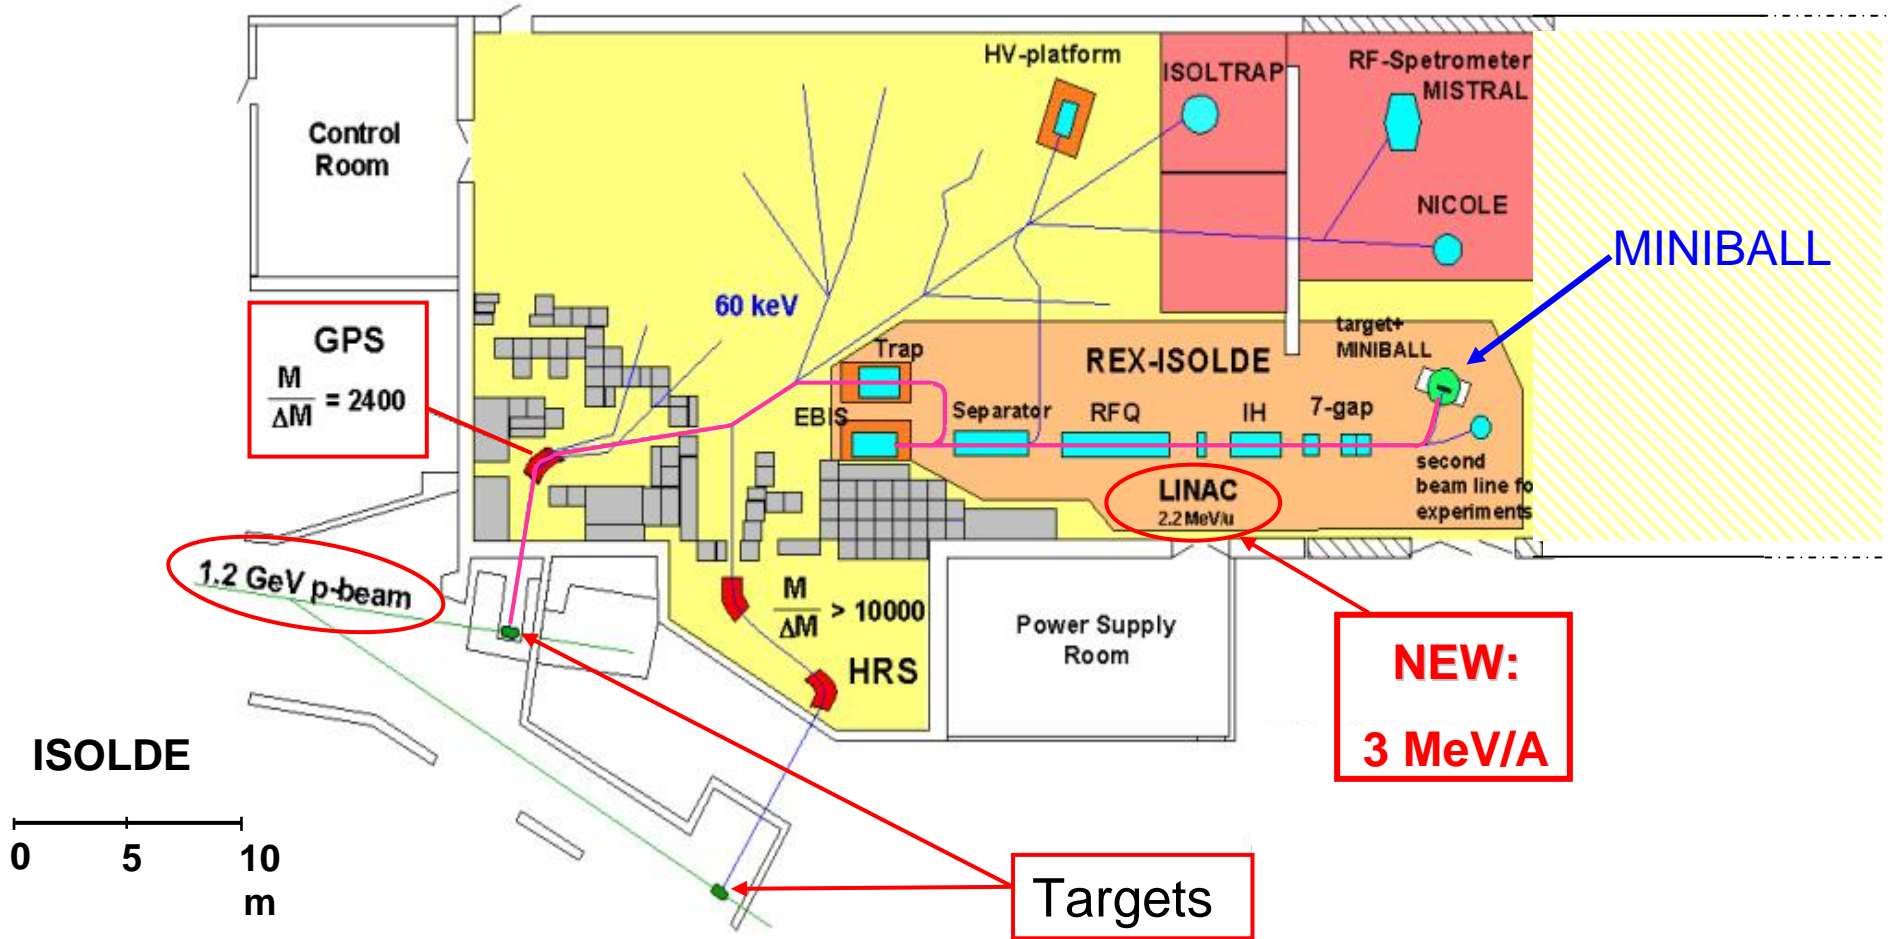 HV-platform
ISOLTRAP
RF-Spetrometer
MISTRAL
Control
Room
NICOLE
MINIBALL
60 keV
GPS
M
ΔM
= 2400
target+
MINIBALL
Trap
REX-ISOLDE
EBIS
Separator
RFQ
IH
7-gap
second
beam line fo
experiments
LINAC
2.2 MeV/u
1.2 GeV p-beam
M
ΔM
> 10000
HRS
Power Supply
Room
NEW:
3 MeV/A
ISOLDE
0 5 10
m
Targets